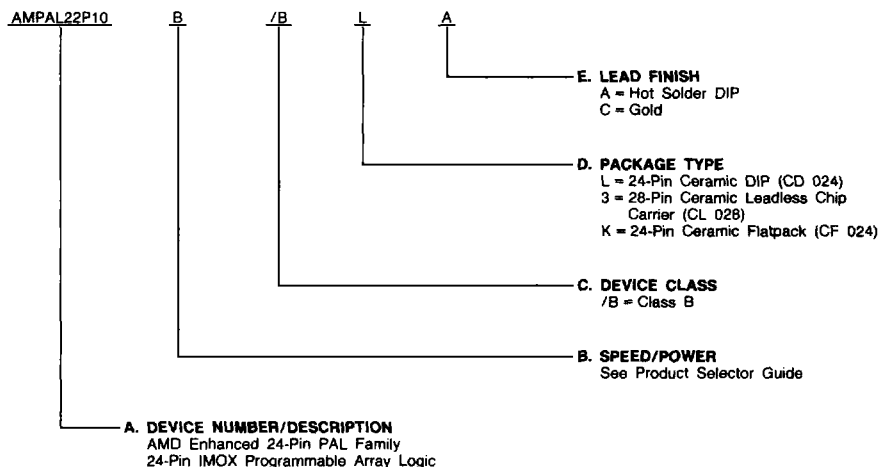 AMPAL22P10 B /B L A
E. LEAD FINISH
A = Hot Solder DIP
C = Gold
D. PACKAGE TYPE
L = 24-Pin Ceramic DIP (CD 024)
3 = 28-Pin Ceramic Leadless Chip
Carrier (CL 028)
K = 24-Pin Ceramic Flatpack (CF 024)
C. DEVICE CLASS
/B = Class B
B. SPEED/POWER
See Product Selector Guide
A. DEVICE NUMBER/DESCRIPTION
AMD Enhanced 24-Pin PAL Family
24-Pin IMOX Programmable Array Logic